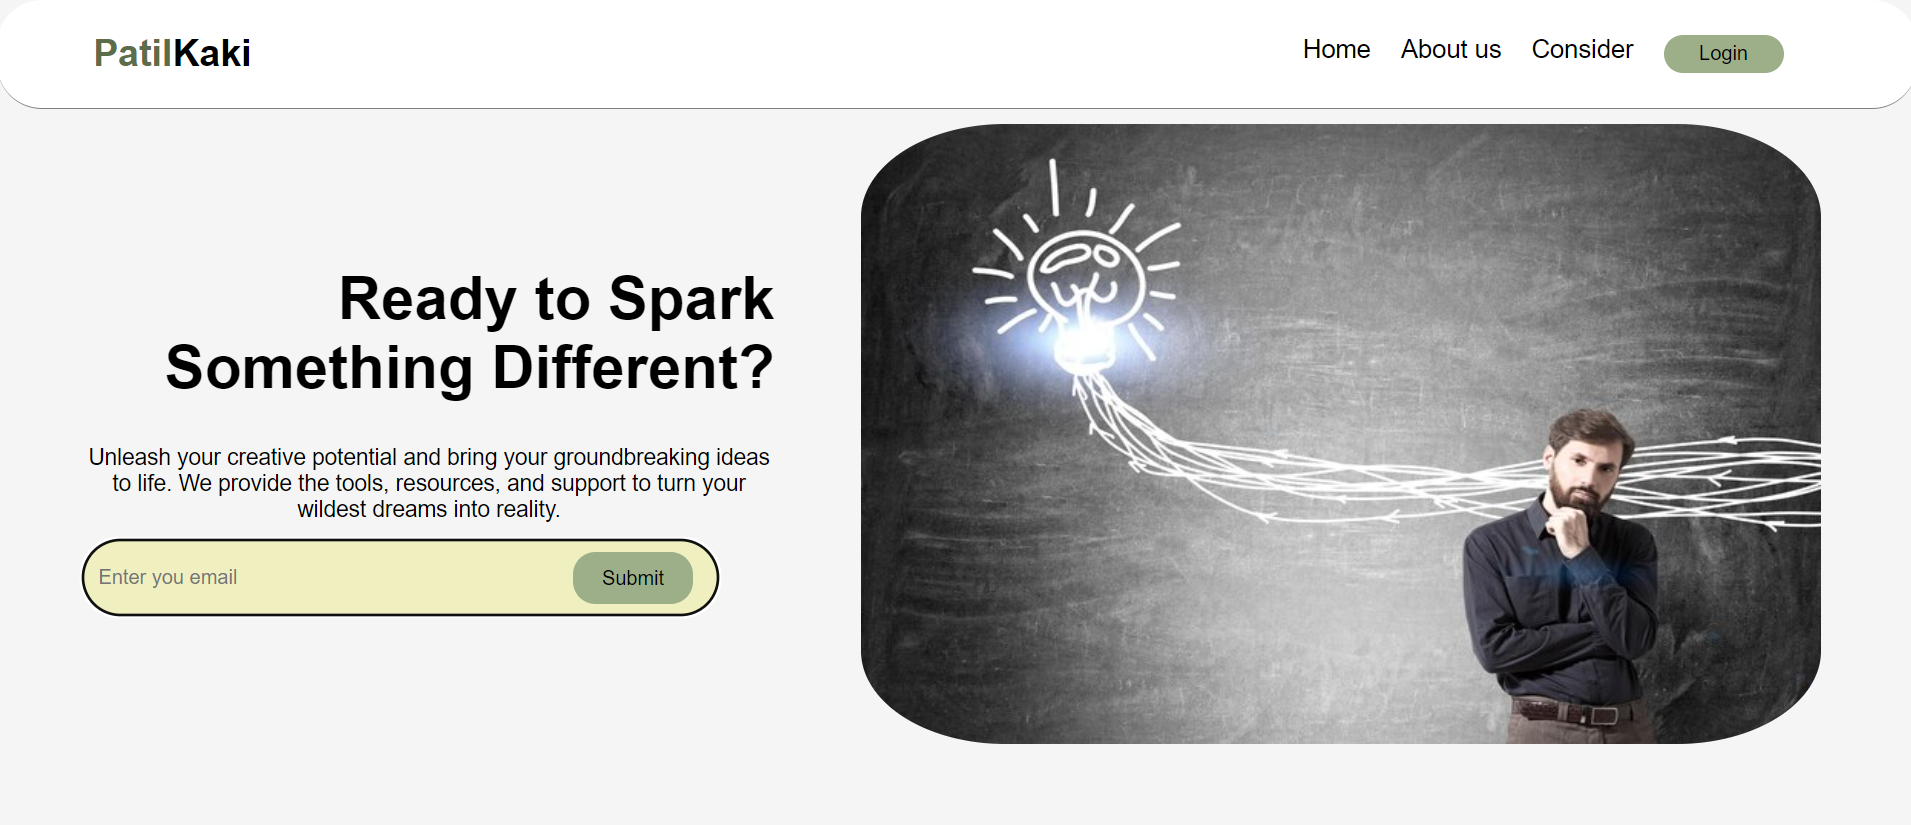 PatilKaki
Home About us Consider Login
Ready to Spark
Something Different?
Unleash your creative potential and bring your groundbreaking ideas
to life. We provide the tools, resources, and support to turn your
wildest dreams into reality.
Enter you email Submit